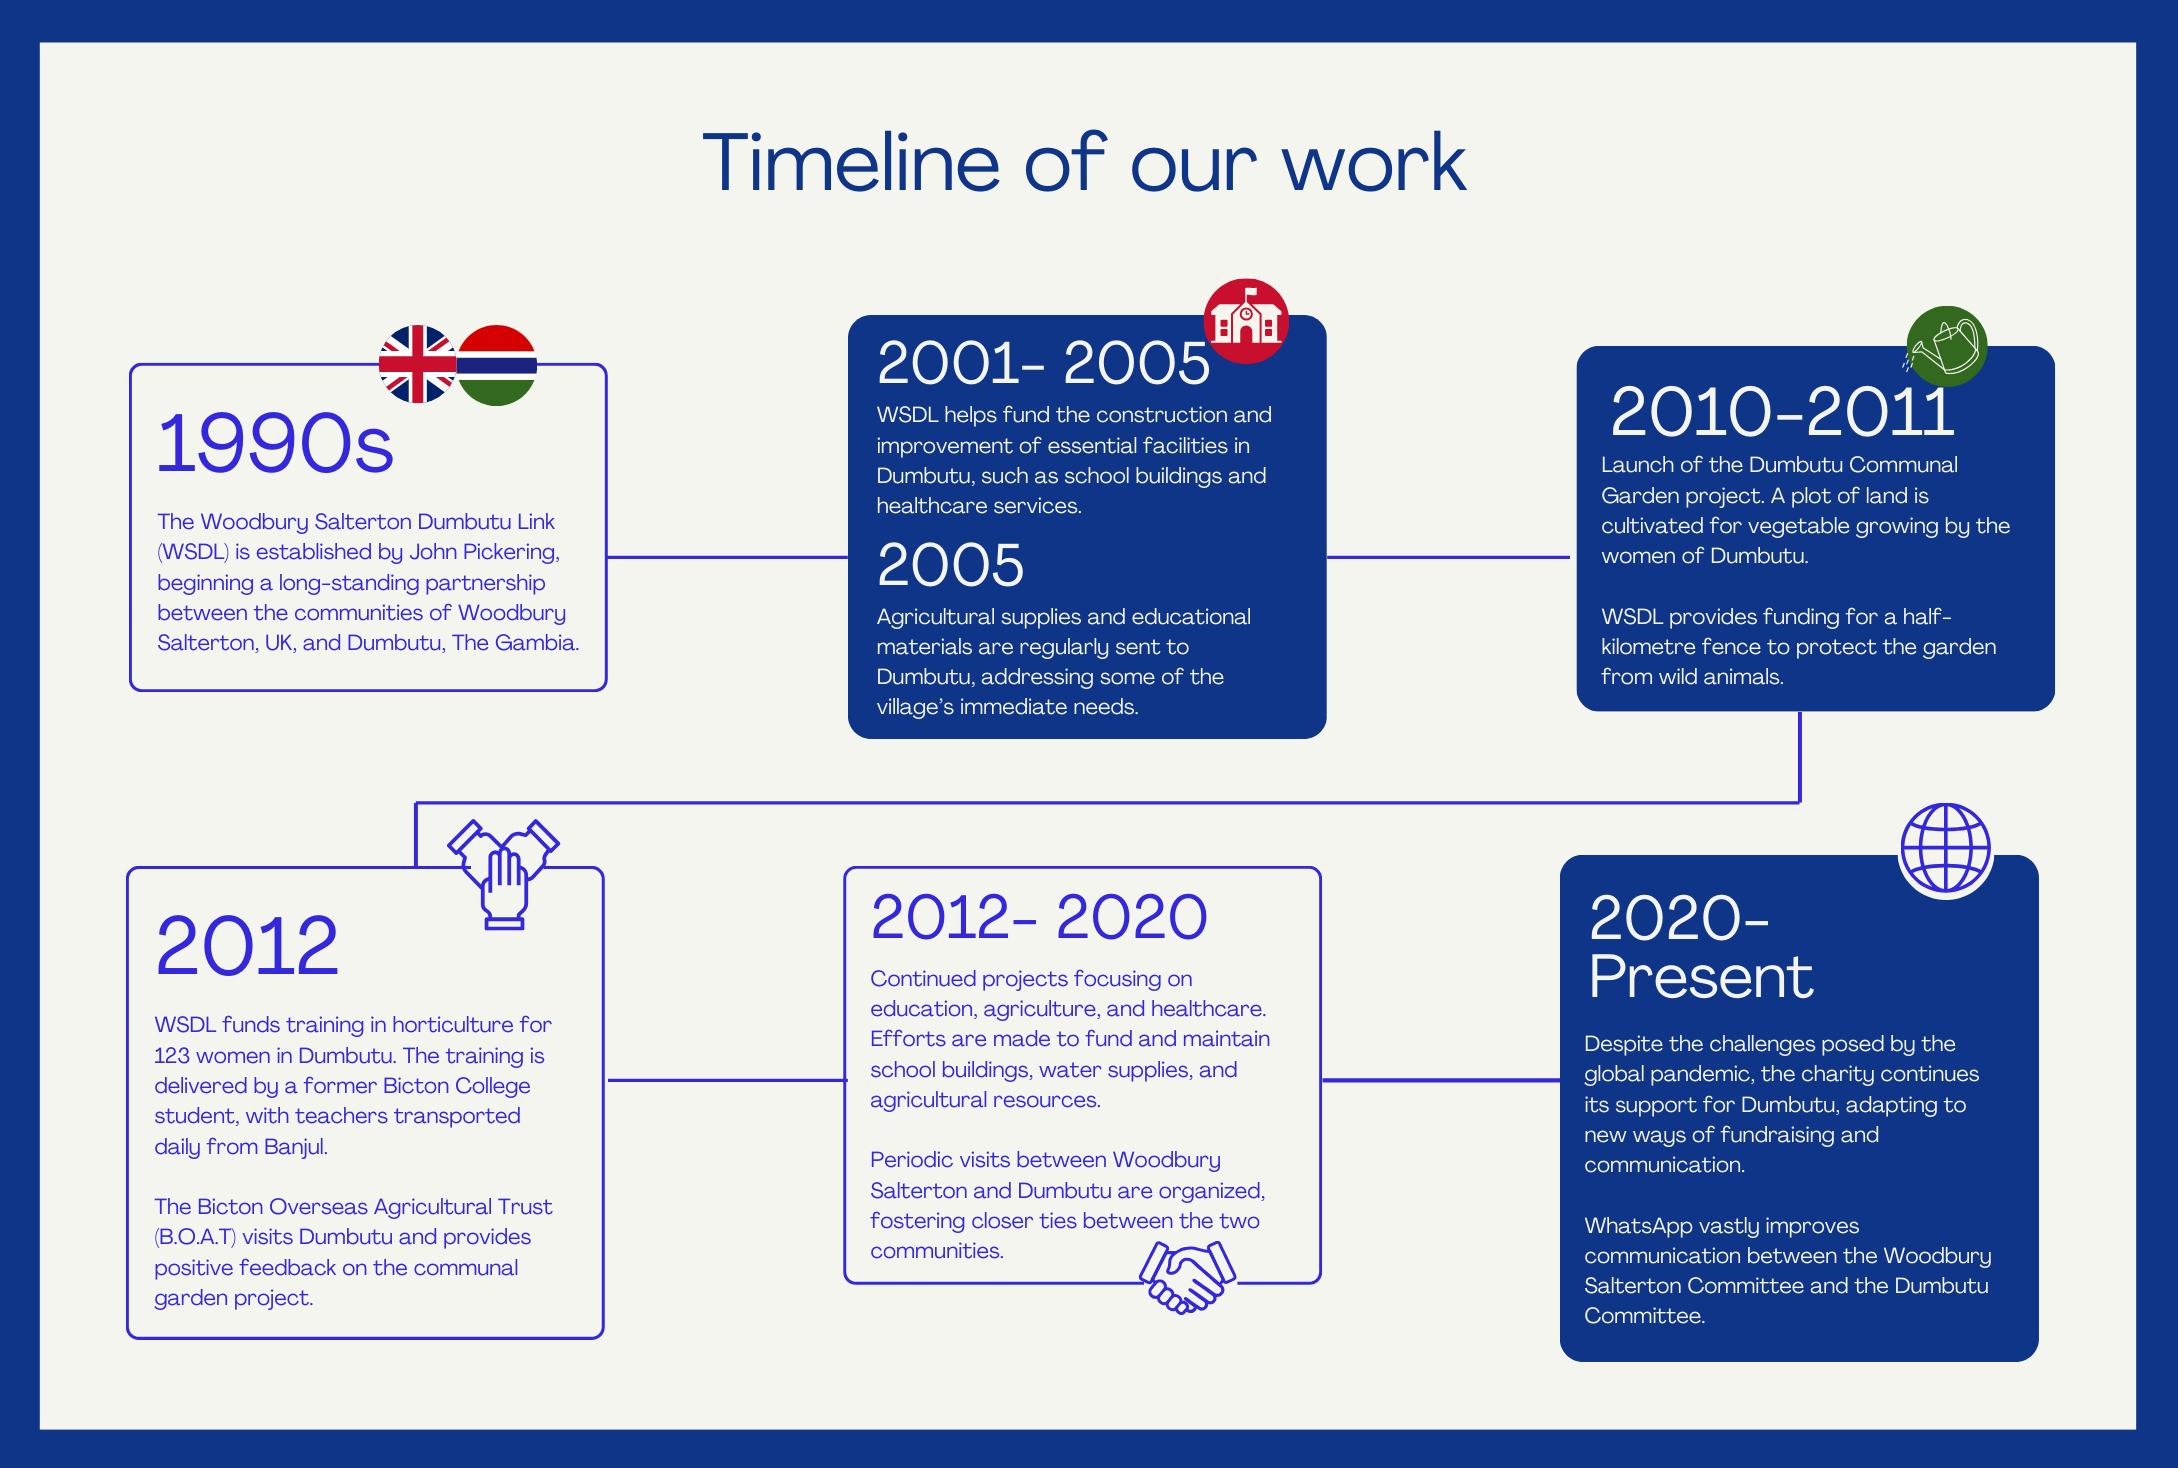 Timeline of our work
1990s
The Woodbury Salterton Dumbutu Link
(WSDL) is established by John Pickering,
beginning a long-standing partnership
between the communities of Woodbury
Salterton, UK, and Dumbutu, The Gambia.
2001- 2005
WSDL helps fund the construction and
improvement of essential facilities in
Dumbutu, such as school buildings and
healthcare services.
2005
Agricultural supplies and educational
materials are regularly sent to
Dumbutu, addressing some of the
village's immediate needs.
2010-2011
Launch of the Dumbutu Communal
Garden project. A plot of land is
cultivated for vegetable growing by the
women of Dumbutu.
WSDL provides funding for a half-
kilometre fence to protect the garden
from wild animals.
2012
WSDL funds training in horticulture for
123 women in Dumbutu. The training is
delivered by a former Bicton College
student, with teachers transported
daily from Banjul.
The Bicton Overseas Agricultural Trust
(B.O.A.T) visits Dumbutu and provides
positive feedback on the communal
garden project.
2012- 2020
Continued projects focusing on
education, agriculture, and healthcare.
Efforts are made to fund and maintain
school buildings, water supplies, and
agricultural resources.
Periodic visits between Woodbury
Salterton and Dumbutu are organized,
fostering closer ties between the two
communities.
2020-
Present
Despite the challenges posed by the
global pandemic, the charity continues
its support for Dumbutu, adapting to
new ways of fundraising and
communication.
WhatsApp vastly improves
communication between the Woodbury
Salterton Committee and the Dumbutu
Committee.